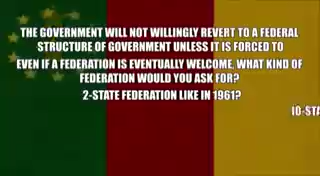 THE GOVERNMENT WILL NOT WILLINGLY REVERT TO A FEDERAL
STRUCTURE OF GOVERNMENT UNLESS IT IS FORCED TO
EVEN IF A FEDERATION IS EVENTUALLY WELCOME, WHAT KIND OF
FEDERATION WOULD YOU ASK FOR?
2-STATE FEDERATION LIKE IN 1961?